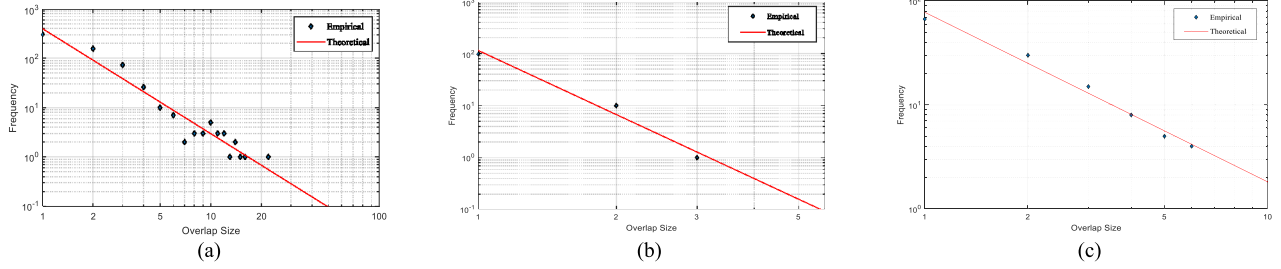 10^3
10^2
10^1
10^0
10^-1
Frequency
1
2
5
10
20
100
Overlap Size
Empirical
Theoretical
(a)
10^3
10^2
10^1
10^0
10^-1
Frequency
1
2
3
4
5
Overlap Size
Empirical
Theoretical
(b)
10^2
10^1
10^0
Frequency
1
2
5
10
Overlap Size
Empirical
Theoretical
(c)